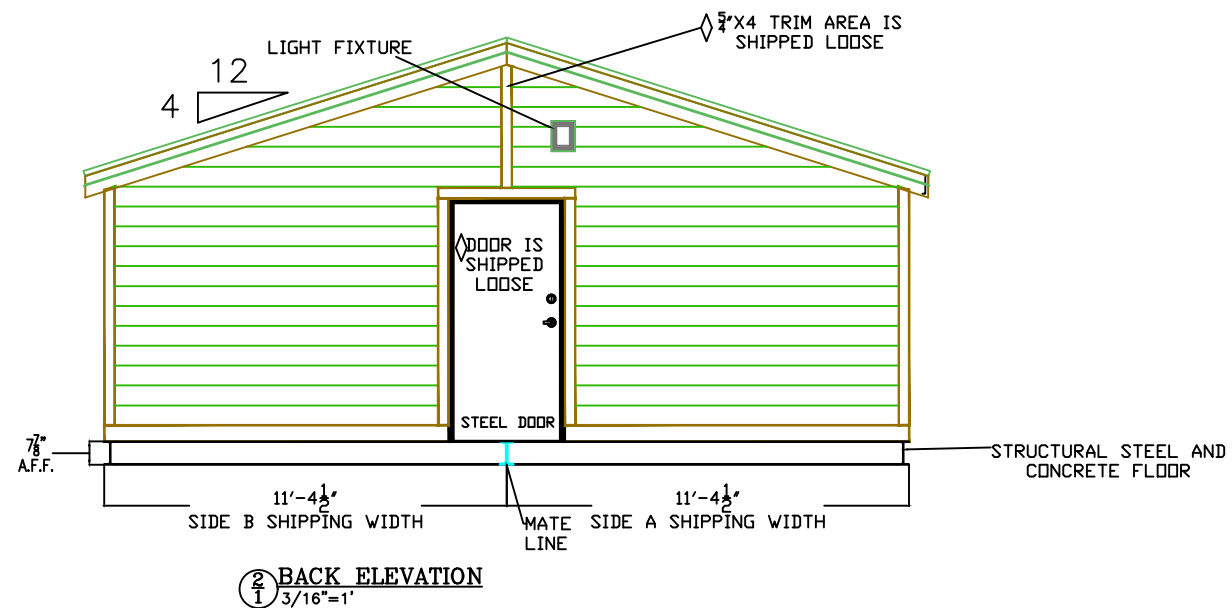 5/4"X4 TRIM AREA IS
SHIPPED LOOSE
LIGHT FIXTURE
12
4
DOOR IS
SHIPPED
LOOSE
STEEL DOOR
7 7/8"
A.F.F.
STRUCTURAL STEEL AND
CONCRETE FLOOR
11'-4 1/2"
SIDE B SHIPPING WIDTH
11'-4 1/2"
SIDE A SHIPPING WIDTH
MATE
LINE
2/1 BACK ELEVATION
3/16"=1'